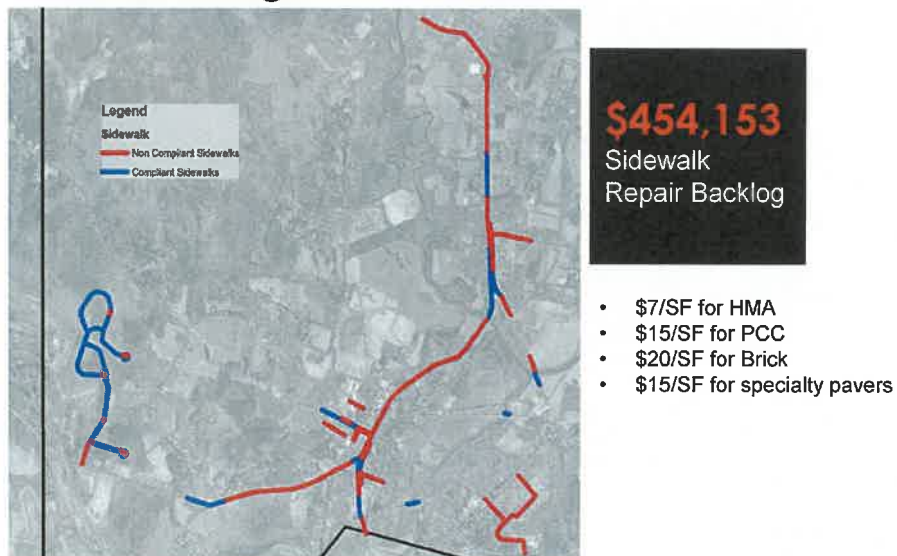 Legend
Sidewalk
Non Compliant Sidewalks
Compliant Sidewalks
$454,153
Sidewalk
Repair Backlog
• $7/SF for HMA
• $15/SF for PCC
• $20/SF for Brick
• $15/SF for specialty pavers